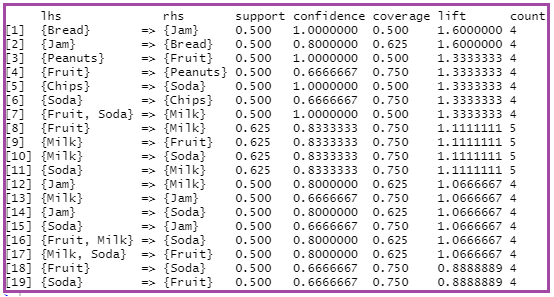 lhs rhs support confidence coverage lift count
[1] {Bread} => {Jam} 0.500 1.0000000 0.500 1.6000000 4
[2] {Jam} => {Bread} 0.500 0.8000000 0.625 1.6000000 4
[3] {Peanuts} => {Fruit} 0.500 1.0000000 0.500 1.3333333 4
[4] {Fruit} => {Peanuts} 0.500 0.6666667 0.750 1.3333333 4
[5] {Chips} => {Soda} 0.500 1.0000000 0.500 1.3333333 4
[6] {Soda} => {Chips} 0.500 0.6666667 0.750 1.3333333 4
[7] {Fruit, Soda} => {Milk} 0.500 1.0000000 0.500 1.3333333 4
[8] {Fruit} => {Milk} 0.625 0.8333333 0.750 1.1111111 5
[9] {Milk} => {Fruit} 0.625 0.8333333 0.750 1.1111111 5
[10] {Milk} => {Soda} 0.625 0.8333333 0.750 1.1111111 5
[11] {Soda} => {Milk} 0.625 0.8333333 0.750 1.1111111 5
[12] {Jam} => {Milk} 0.500 0.8000000 0.625 1.0666667 4
[13] {Milk} => {Jam} 0.500 0.6666667 0.750 1.0666667 4
[14] {Jam} => {Soda} 0.500 0.8000000 0.625 1.0666667 4
[15] {Soda} => {Jam} 0.500 0.6666667 0.750 1.0666667 4
[16] {Fruit, Milk} => {Soda} 0.500 0.8000000 0.625 1.0666667 4
[17] {Milk, Soda} => {Fruit} 0.500 0.8000000 0.625 1.0666667 4
[18] {Fruit} => {Soda} 0.500 0.6666667 0.750 0.8888889 4
[19] {Soda} => {Fruit} 0.500 0.6666667 0.750 0.8888889 4